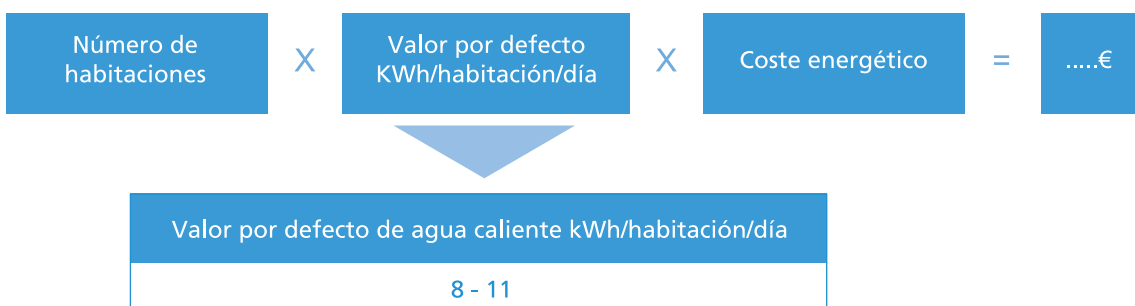 Número de
habitaciones
X
Valor por defecto
KWh/habitación/día
X
Coste energético
=
.....€
Valor por defecto de agua caliente kWh/habitación/día
8 - 11